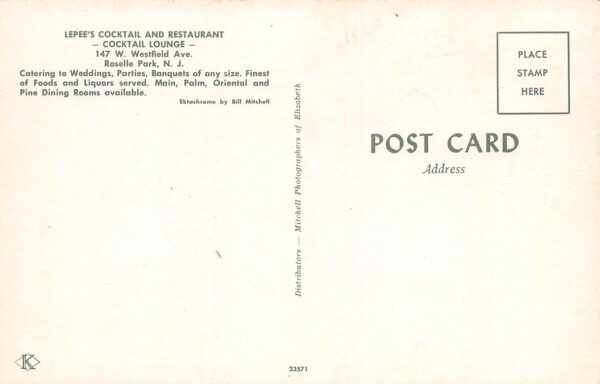 LEPEE'S COCKTAIL AND RESTAURANT
— COCKTAIL LOUNGE —
147 W. Westfield Ave.
Roselle Park, N. J.
Catering to Weddings, Parties, Banquets of any size. Finest
of Foods and Liquors served. Main, Palm, Oriental and
Pine Dining Rooms available.
Ektachrome by Bill Mitchell
Distributors — Mitchell Photographers of Elizabeth
PLACE
STAMP
HERE
POST CARD
Address
K
23571